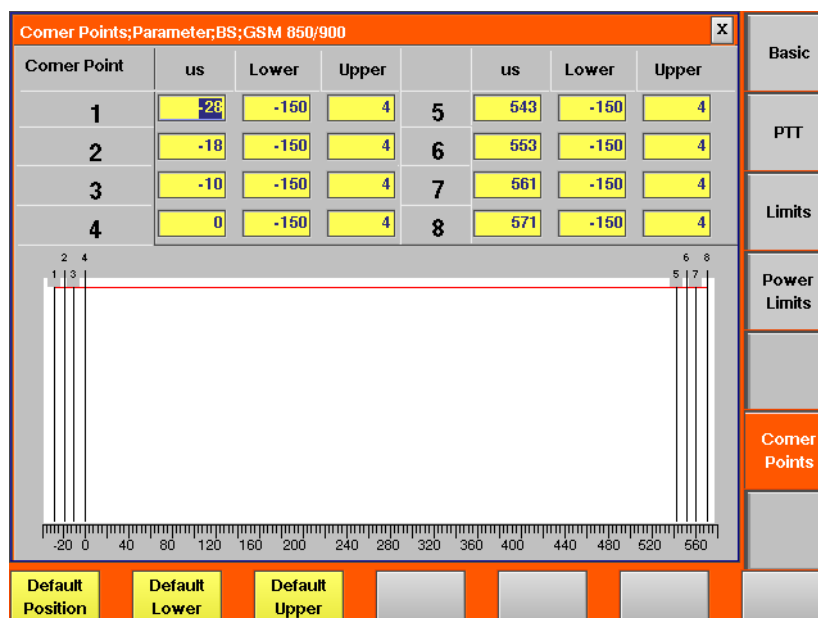 Corner Points;Parameter;BS;GSM 850/900 X
Corner Point us Lower Upper us Lower Upper
1 -28 -150 4 5 543 -150 4
2 -18 -150 4 6 553 -150 4
3 -10 -150 4 7 561 -150 4
4 0 -150 4 8 571 -150 4
2 4 6 8
1 3 5 7
-20 0 40 80 120 160 200 240 280 320 360 400 440 480 520 560
Basic
PTT
Limits
Power
Limits
Corner
Points
Default
Position
Default
Lower
Default
Upper